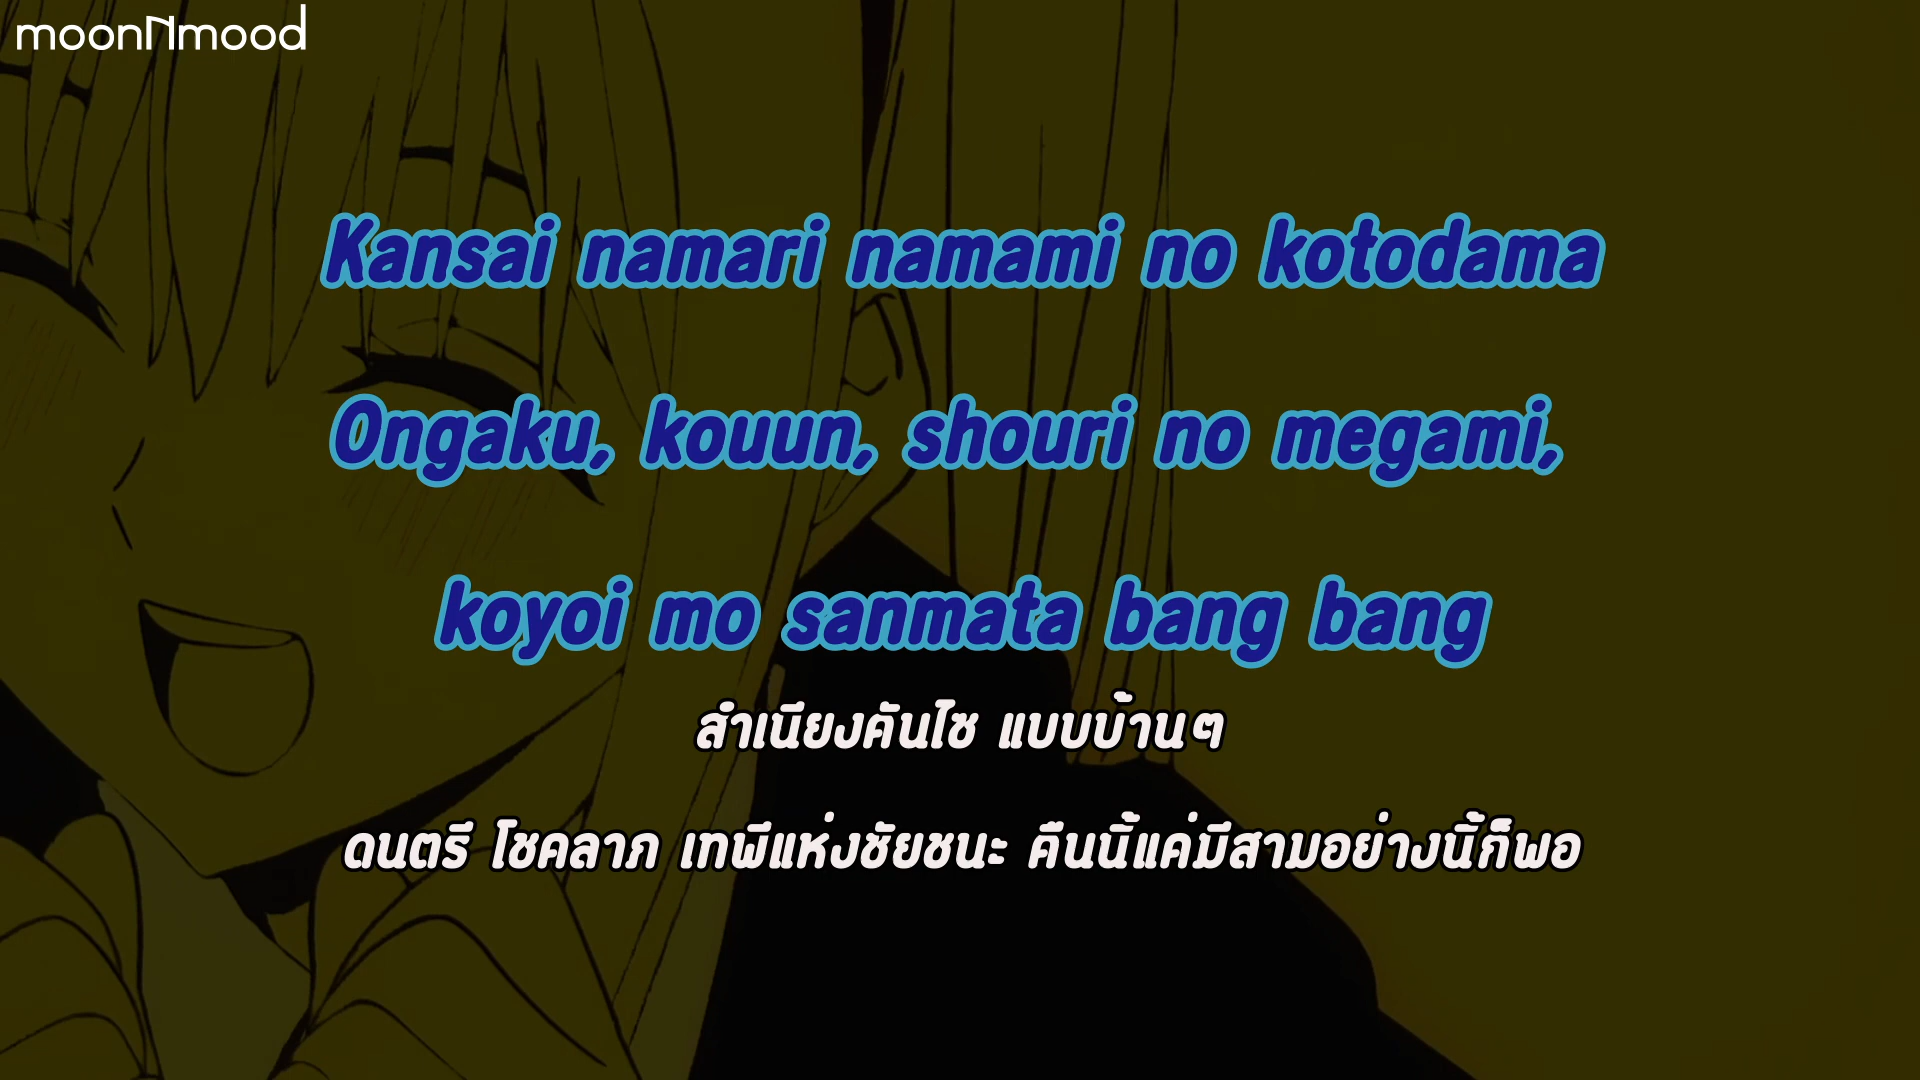 moonNmood
Kansai namari namami no kotodama
Ongaku, kouun, shouri no megami,
koyoi mo sanmata bang bang
สำเนียงคันไซ แบบบ้านๆ
ดนตรี โชคลาภ เทพีแห่งชัยชนะ คืนนี้แค่มีสามอย่างนี้ก็พอ